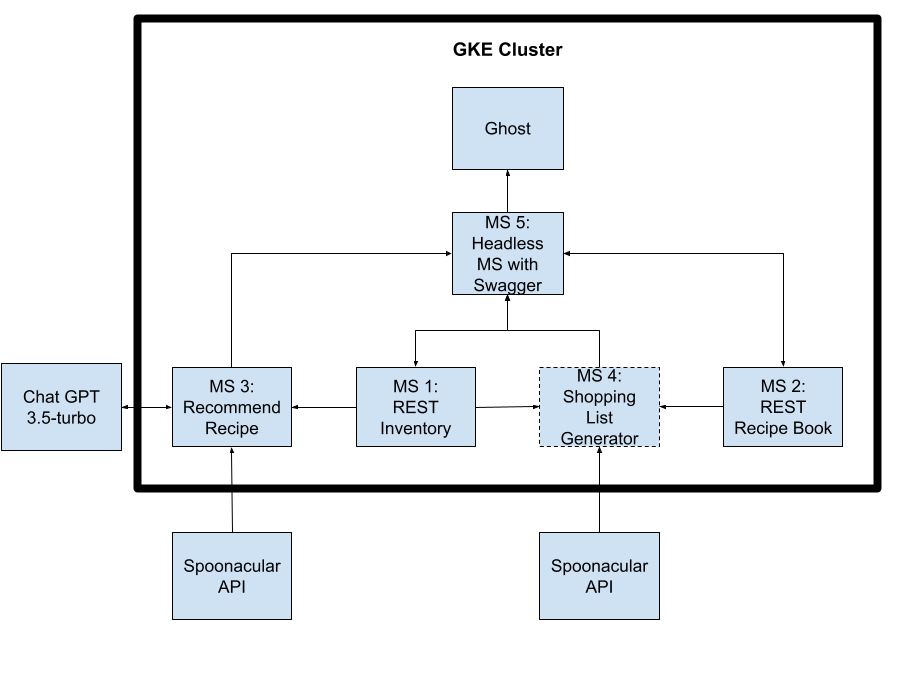 GKE Cluster
Ghost
MS 5:
Headless
MS with
Swagger
Chat GPT
3.5-turbo
MS 3:
Recommend
Recipe
MS 1:
REST
Inventory
MS 4:
Shopping
List
Generator
MS 2:
REST
Recipe Book
Spoonacular
API
Spoonacular
API